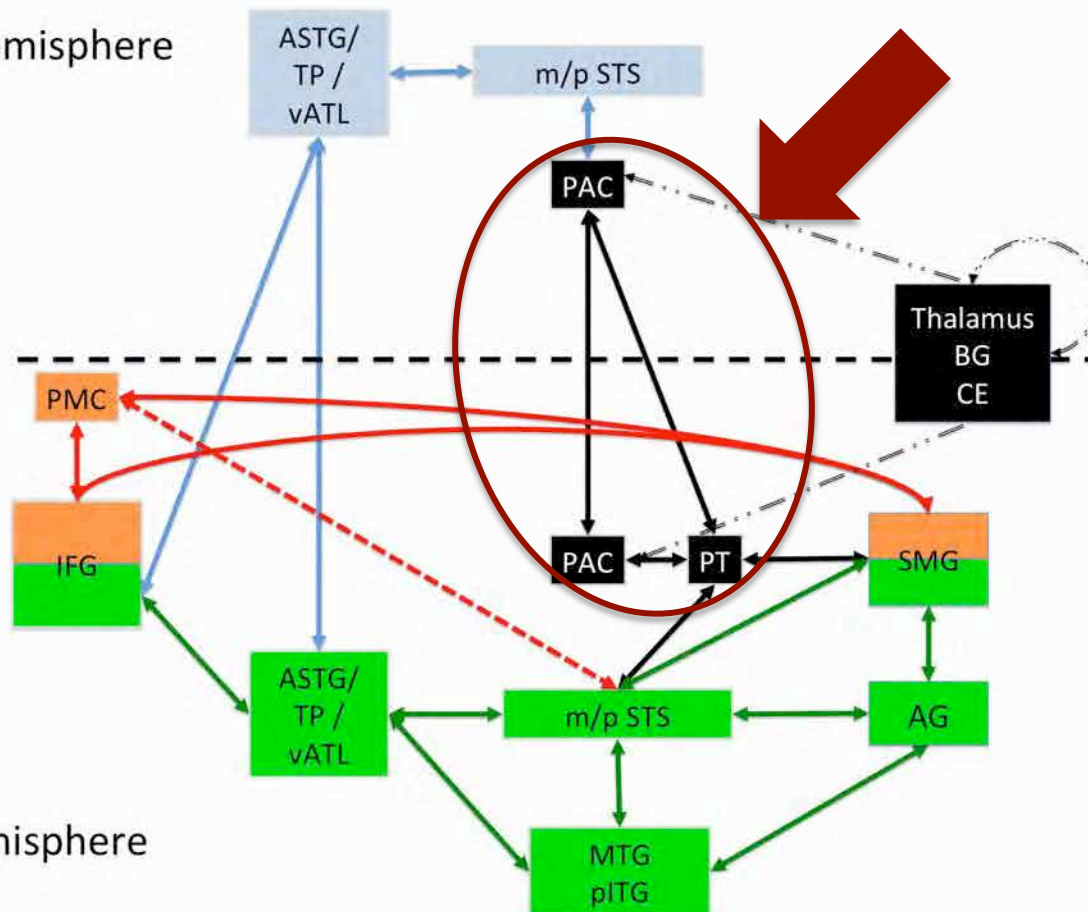 emisphere
ASTG/
TP /
vATL
m/p STS
PAC
Thalamus
BG
CE
PMC
IFG
PAC
PT
SMG
ASTG/
TP /
vATL
m/p STS
AG
nisphere
MTG
pITG